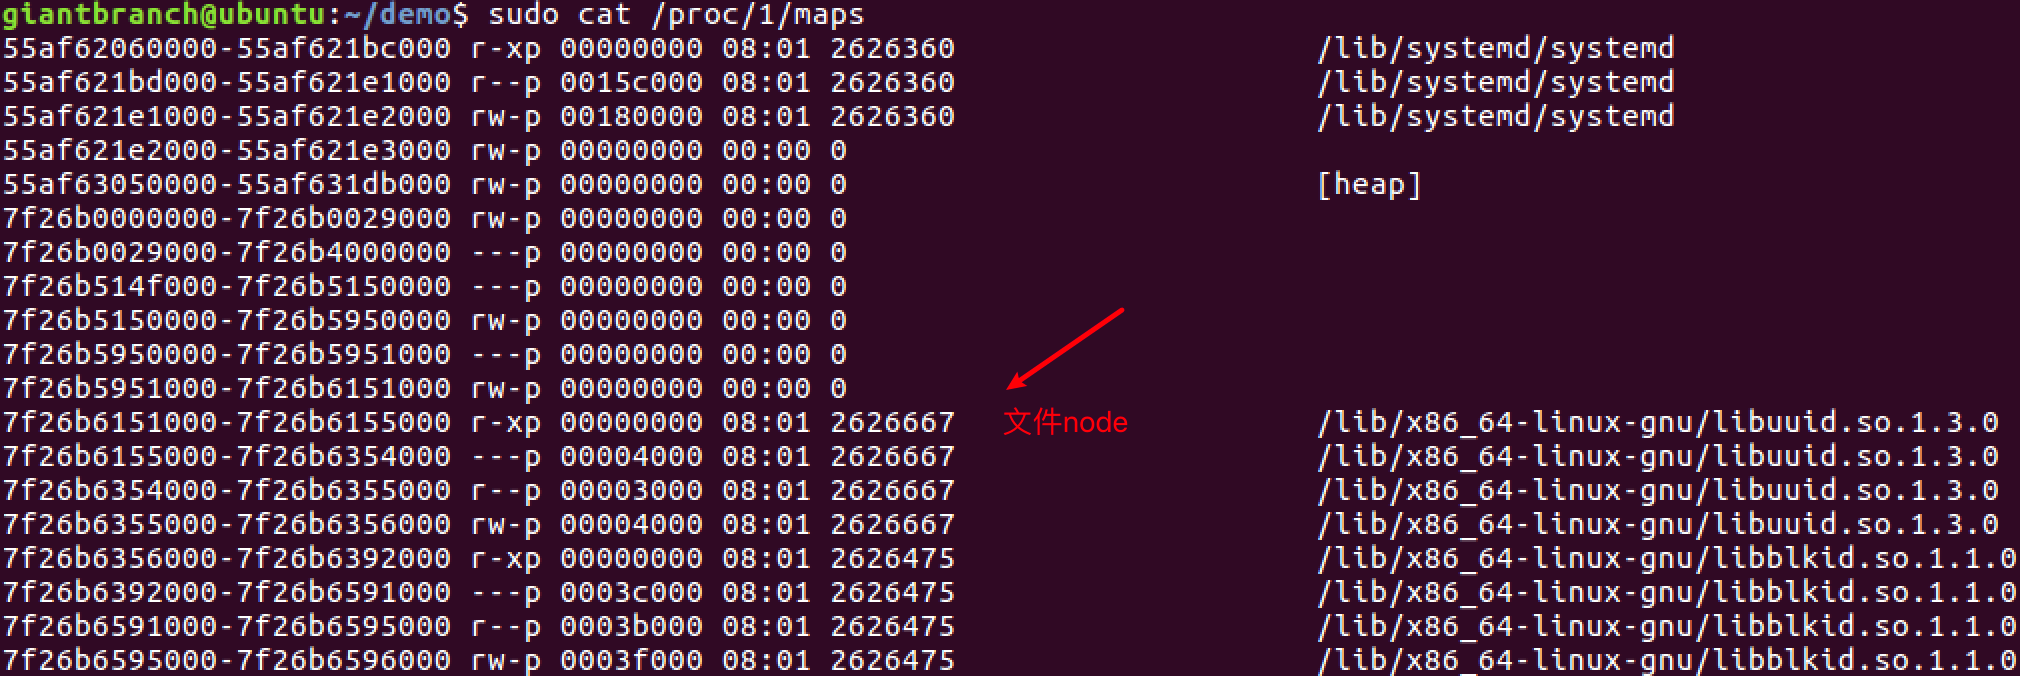 giantbranch@ubuntu:~/demo$ sudo cat /proc/1/maps
55af62060000-55af621bc000 r-xp 00000000 08:01 2626360 /lib/systemd/systemd
55af621bd000-55af621e1000 r--p 0015c000 08:01 2626360 /lib/systemd/systemd
55af621e1000-55af621e2000 rw-p 00180000 08:01 2626360 /lib/systemd/systemd
55af621e2000-55af621e3000 rw-p 00000000 00:00 0
55af63050000-55af631db000 rw-p 00000000 00:00 0 [heap]
7f26b0000000-7f26b0029000 rw-p 00000000 00:00 0
7f26b0029000-7f26b4000000 ---p 00000000 00:00 0
7f26b514f000-7f26b5150000 ---p 00000000 00:00 0
7f26b5150000-7f26b5950000 rw-p 00000000 00:00 0
7f26b5950000-7f26b5951000 ---p 00000000 00:00 0
7f26b5951000-7f26b6151000 rw-p 00000000 00:00 0
7f26b6151000-7f26b6155000 r-xp 00000000 08:01 2626667 文件node /lib/x86_64-linux-gnu/libuuid.so.1.3.0
7f26b6155000-7f26b6354000 ---p 00004000 08:01 2626667 /lib/x86_64-linux-gnu/libuuid.so.1.3.0
7f26b6354000-7f26b6355000 r--p 00003000 08:01 2626667 /lib/x86_64-linux-gnu/libuuid.so.1.3.0
7f26b6355000-7f26b6356000 rw-p 00004000 08:01 2626667 /lib/x86_64-linux-gnu/libuuid.so.1.3.0
7f26b6356000-7f26b6392000 r-xp 00000000 08:01 2626475 /lib/x86_64-linux-gnu/libblkid.so.1.1.0
7f26b6392000-7f26b6591000 ---p 0003c000 08:01 2626475 /lib/x86_64-linux-gnu/libblkid.so.1.1.0
7f26b6591000-7f26b6595000 r--p 0003b000 08:01 2626475 /lib/x86_64-linux-gnu/libblkid.so.1.1.0
7f26b6595000-7f26b6596000 rw-p 0003f000 08:01 2626475 /lib/x86_64-linux-gnu/libblkid.so.1.1.0